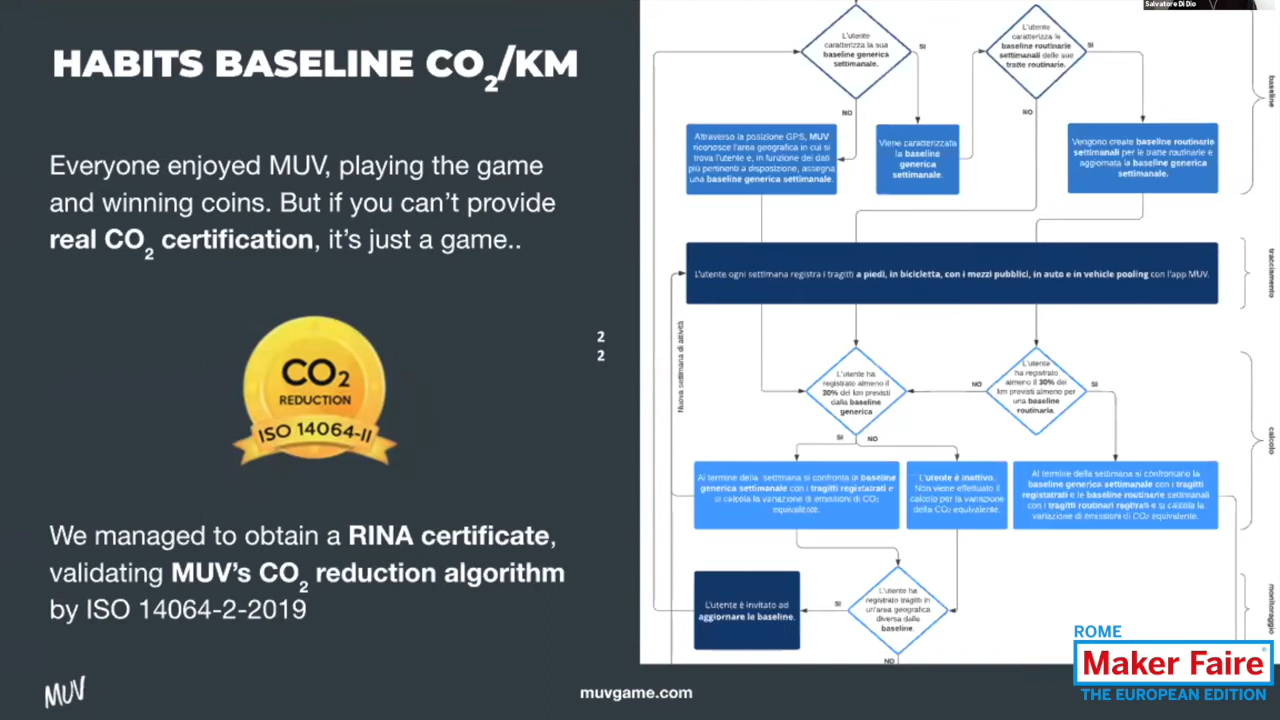 Salvatore Di Dio
HABITS BASELINE CO2/KM
Everyone enjoyed MUV, playing the game
and winning coins. But if you can't provide
real CO2 certification, it's just a game..
CO2
REDUCTION
ISO 14064-II
We managed to obtain a RINA certificate,
validating MUV's CO2 reduction algorithm
by ISO 14064-2-2019
MUV
2
2
muvgame.com
L'utente
caratterizza la sua
baseline generica
settimanale.
SI
NO
L'utente
caratterizza le
baseline routinarie
settimanali delle sue
tratte routinarie.
SI
NO
baseline
Attraverso la posizione GPS, MUV
riconosce l'area geografica in cui si
trova l'utente e, in funzione dei dati
più pertinenti a disposizione, assegna
una baseline generica settimanale.
Viene caratterizzata
la baseline
generica
settimanale.
Vengono create baseline routinarie
settimanali per le tratte routinarie e
aggiornata la baseline generica
settimanale.
L'utente ogni settimana registra i tragitti a piedi, in bicicletta, con i mezzi pubblici, in auto e in vehicle pooling con l'app MUV.
tracciamento
Nuova settimana di attività
L'utente ha
registrato almeno il
30% dei km previsti
dalla baseline
generica
NO
L'utente
ha registrato
almeno il 30% dei
km previsti almeno per
una baseline
routinaria.
SI
SI
NO
calcolo
Al termine della settimana si confronta la baseline
generica settimanale con i tragitti registatrati e
si calcola la variazione di emissioni di CO2
equivalente.
L'utente è inattivo.
Non viene effettuato il
calcolo per la variazione
della CO2 equivalente.
Al termine della settimana si confrontano la
baseline generica settimanale con i tragitti
registatrati e le baseline routinarie settimanali
con i tragitti routinari regitrati e si calcola la
variazione di emissioni di CO2 equivalente.
L'utente è invitato ad
aggiornare le baseline.
SI
L'utente ha
registrato tragitti in
un'area geografica
diversa dalle
baseline.
NO
monitoraggio
ROME
Maker Faire®
THE EUROPEAN EDITION